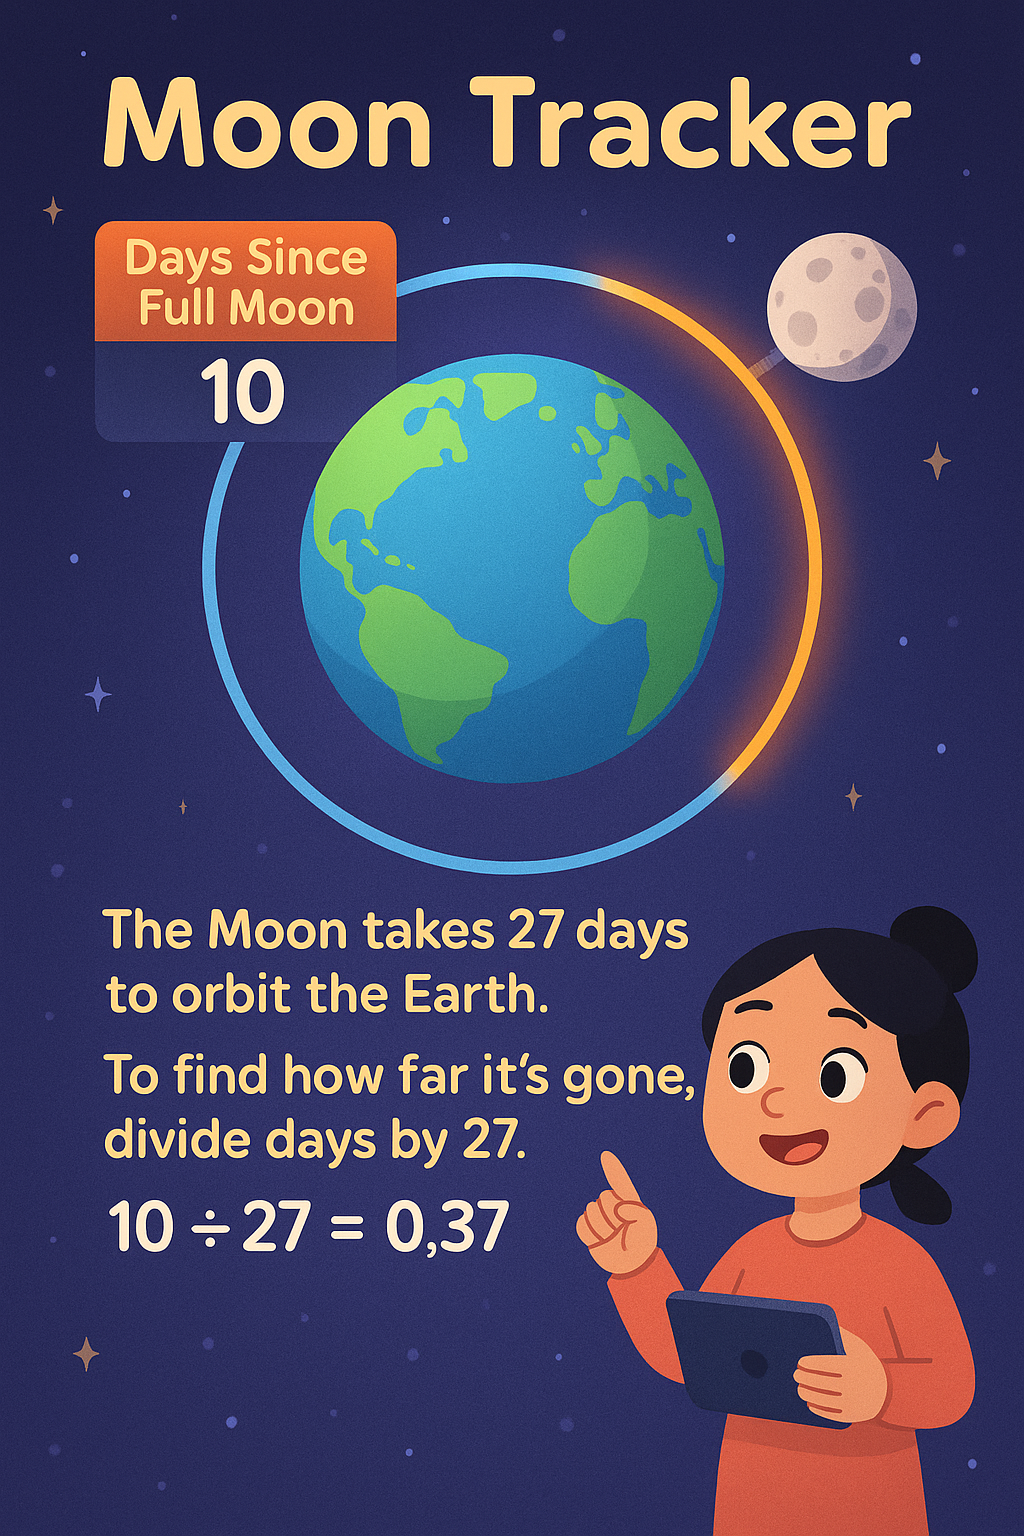 Moon Tracker
Days Since
Full Moon
10
The Moon takes 27 days
to orbit the Earth.
To find how far it's gone,
divide days by 27.
10 ÷ 27 = 0,37